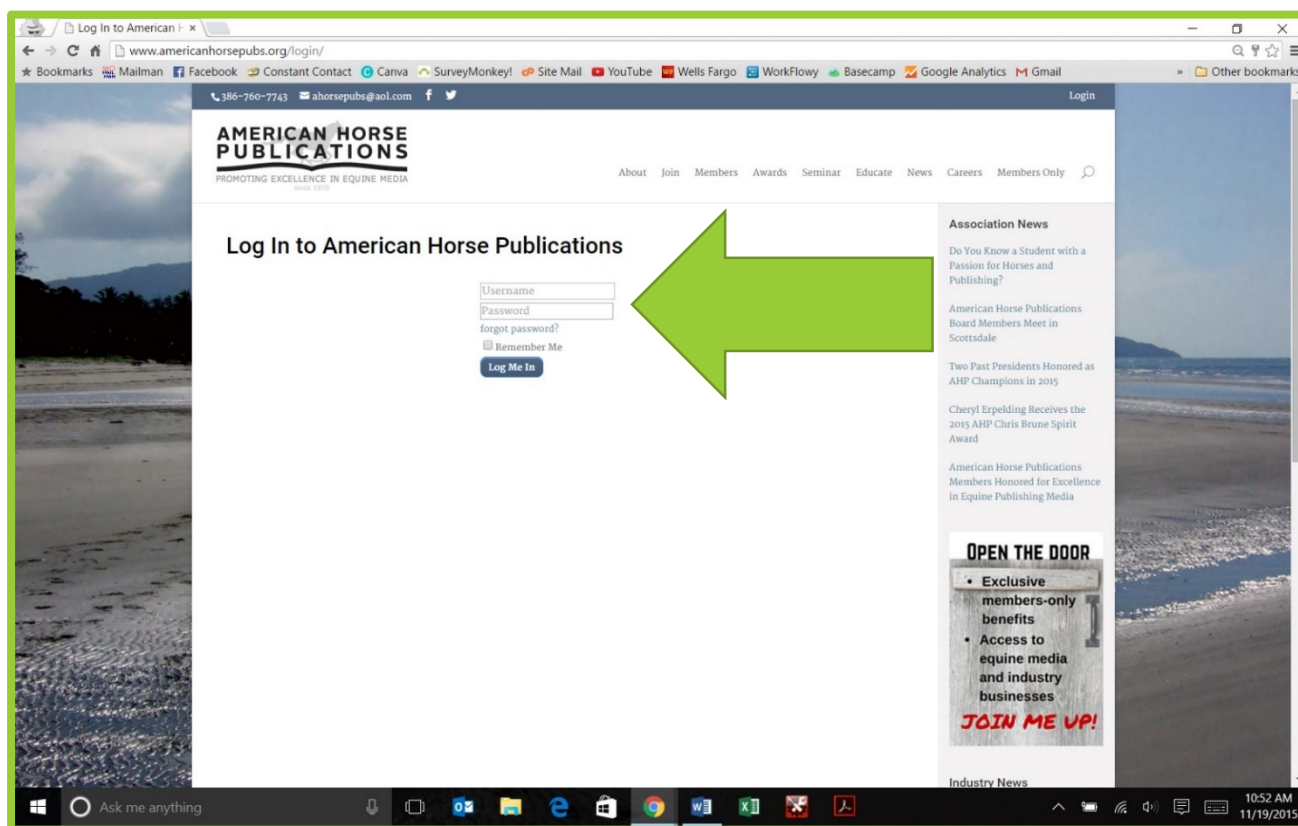 Log In to American H
www.americanhorsepubs.org/login/
Bookmarks Mailman Facebook Constant Contact Canva SurveyMonkey! Site Mail YouTube Wells Fargo WorkFlowy Basecamp Google Analytics Gmail » Other bookmarks
386-760-7743 ahorsepubs@aol.com Login
AMERICAN HORSE
PUBLICATIONS
PROMOTING EXCELLENCE IN EQUINE MEDIA
since 1970
About Join Members Awards Seminar Educate News Careers Members Only
Log In to American Horse Publications
Username
Password
forgot password?
Remember Me
Log Me In
Association News
Do You Know a Student with a
Passion for Horses and
Publishing?
American Horse Publications
Board Members Meet in
Scottsdale
Two Past Presidents Honored as
AHP Champions in 2015
Cheryl Erpelding Receives the
2015 AHP Chris Brune Spirit
Award
American Horse Publications
Members Honored for Excellence
in Equine Publishing Media
OPEN THE DOOR
• Exclusive
members-only
benefits
• Access to
equine media
and industry
businesses
JOIN ME UP!
Industry News
Ask me anything
10:52 AM
11/19/2015